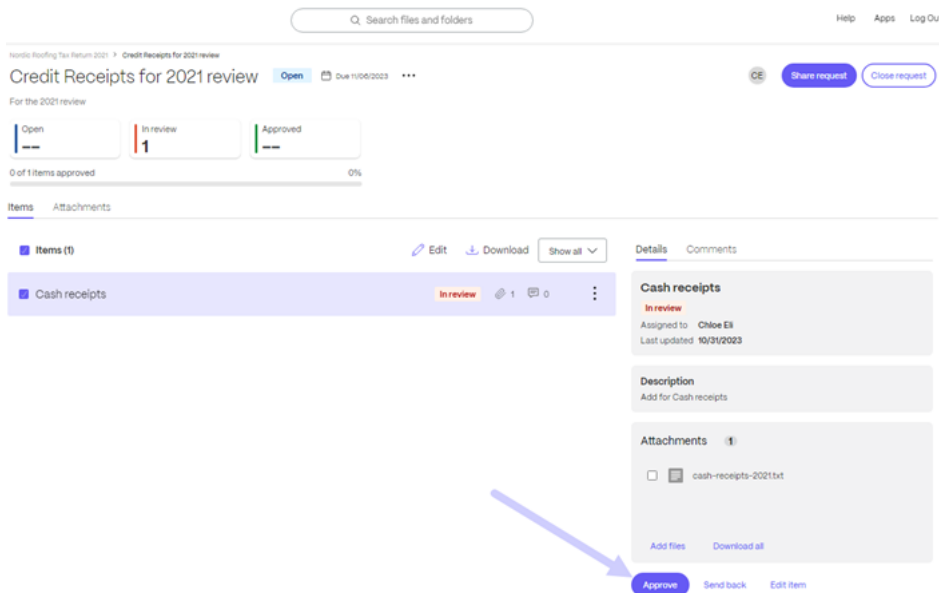 Search files and folders
Help Apps Log Ou
Nordic Roofing Tax Return 2021 > Credit Receipts for 2021 review
Credit Receipts for 2021 review Open Due 11/06/2023 •••
CE Share request Close request
For the 2021 review
Open In review Approved
-- 1 --
0 of 1 items approved 0%
Items Attachments
Items (1) Edit Download Show all
Cash receipts In review 1 0
Details Comments
Cash receipts
In review
Assigned to Chloe Eli
Last updated 10/31/2023
Description
Add for Cash receipts
Attachments 1
cash-receipts-2021.txt
Add files Download all
Approve Send back Edit item